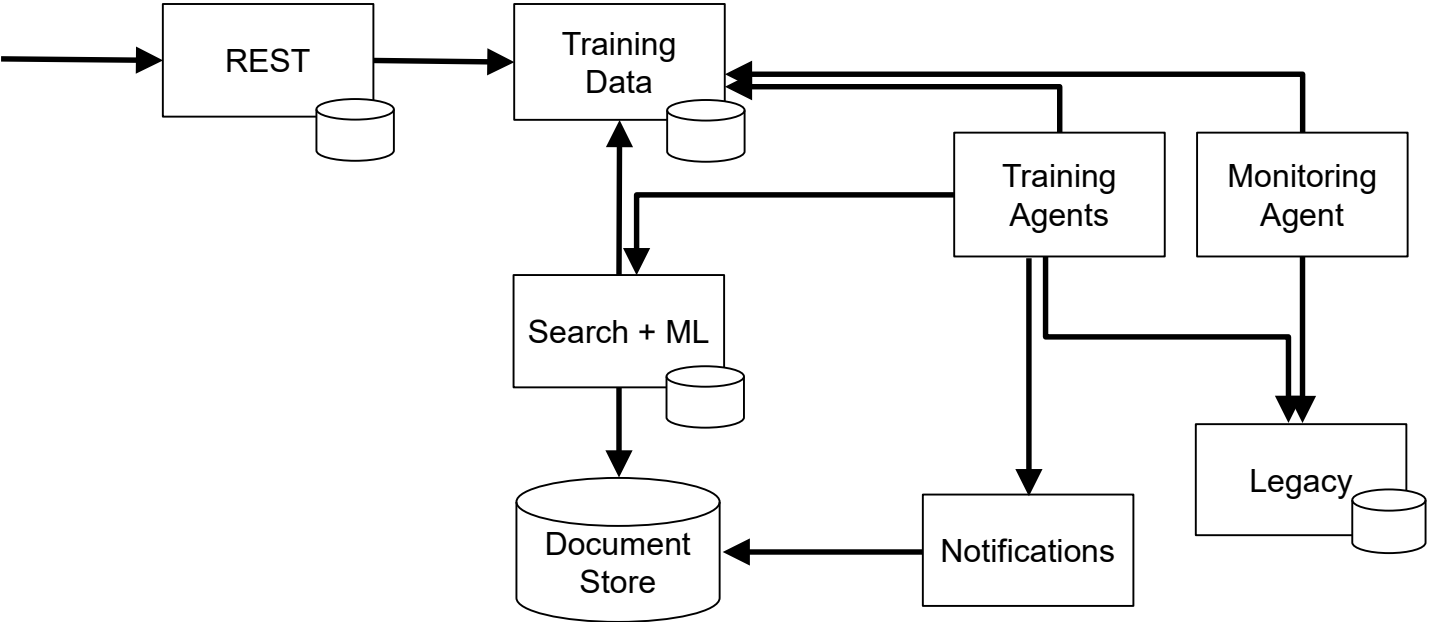 REST
Training
Data
Training
Agents
Monitoring
Agent
Search + ML
Legacy
Document
Store
Notifications